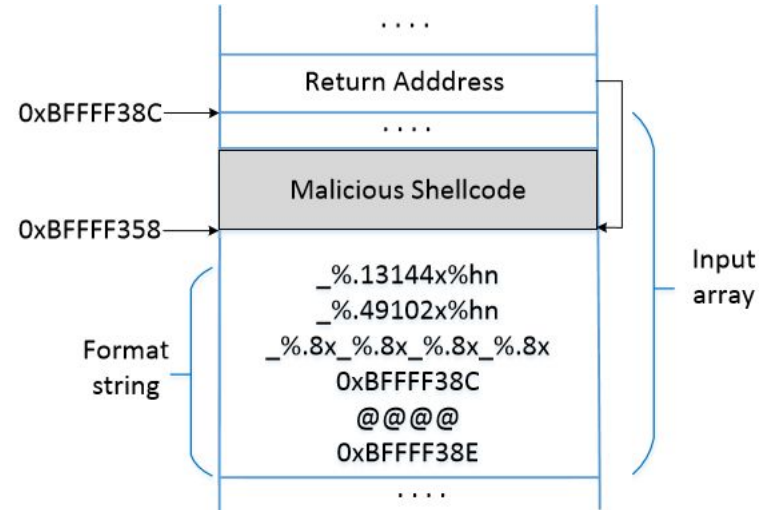 . . . .
Return Adddress
0xBFFFF38C
. . . .
Malicious Shellcode
0xBFFFF358
_%.13144x%hn
_%.49102x%hn
_%.8x_%.8x_%.8x_%.8x
0xBFFFF38C
@@@@
0xBFFFF38E
Format
string
Input
array
. . . .